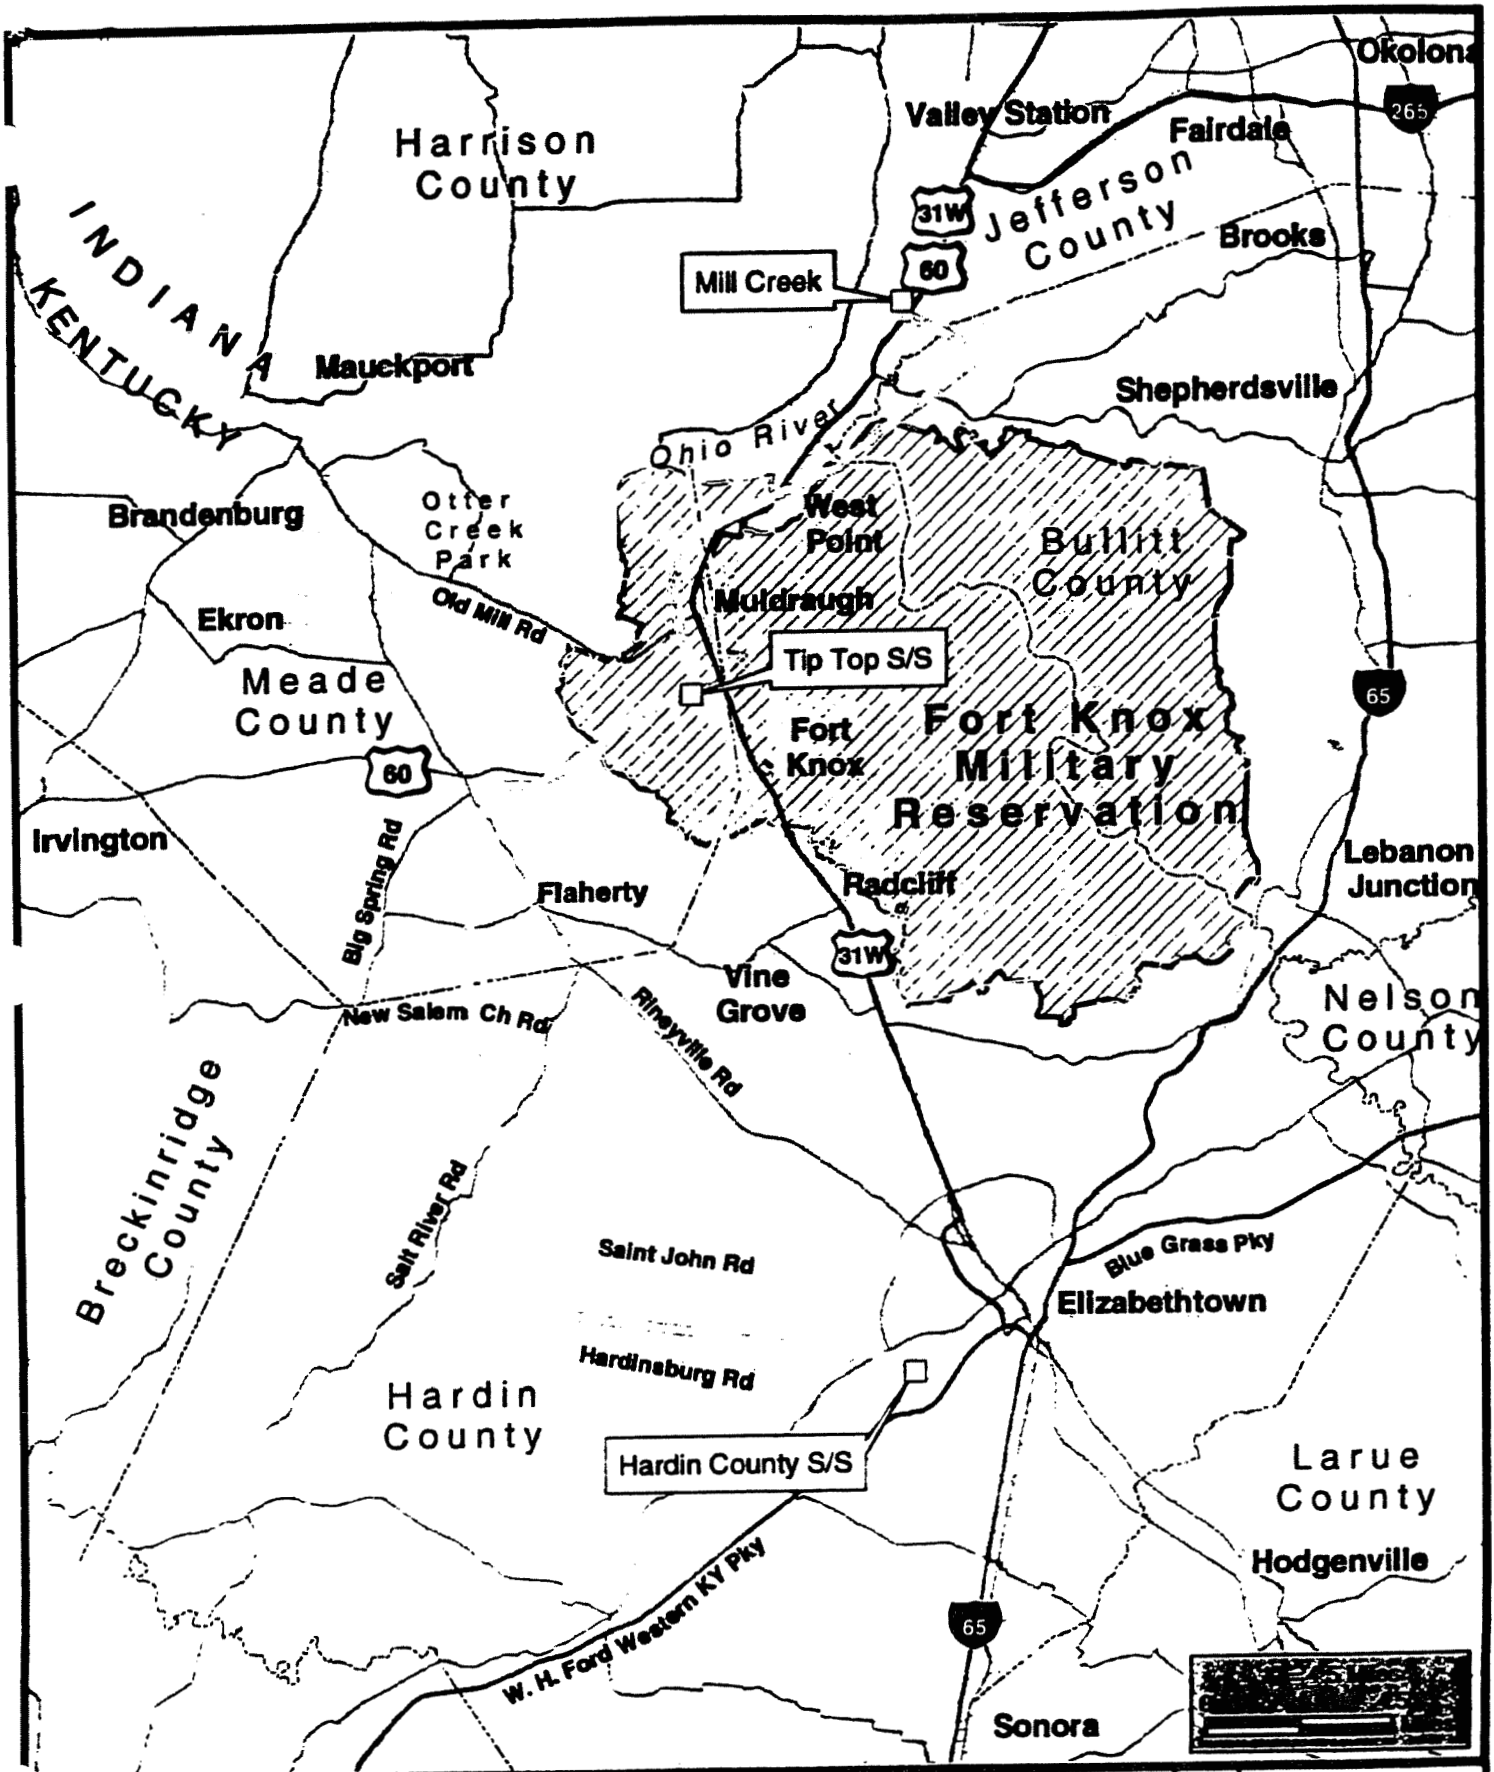 Okolona
265
Valley Station
Fairdale
Harrison
County
31W
Jefferson
County
60
Brooks
Mill Creek
INDIANA
KENTUCKY
Mauckport
Shepherdsville
Ohio River
Otter
Creek
Park
Brandenburg
West
Point
Bullitt
County
Old Mill Rd
Muldraugh
Ekron
Tip Top S/S
Meade
County
65
Fort
Knox
Fort Knox
Military
Reservation
60
Irvington
Big Spring Rd
Lebanon
Junction
Radcliff
Flaherty
31W
Vine
Grove
New Salem Ch Rd
Rineyville Rd
Nelson
County
Breckinridge
County
Salt River Rd
Saint John Rd
Blue Grass Pky
Elizabethtown
Hardinsburg Rd
Hardin
County
Hardin County S/S
Larue
County
Hodgenville
W. H. Ford Western KY Pky
65
Sonora